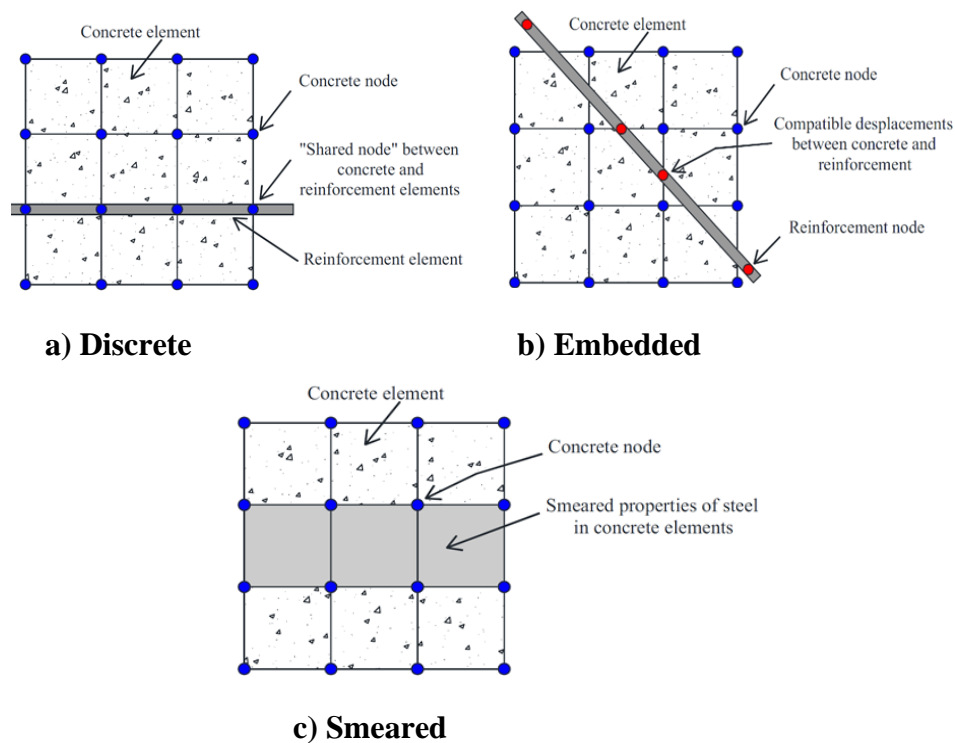 Concrete element
Concrete node
"Shared node" between
concrete and
reinforcement elements
Reinforcement element
a) Discrete
Concrete element
Concrete node
Compatible desplacements
between concrete and
reinforcement
Reinforcement node
b) Embedded
Concrete element
Concrete node
Smeared properties of steel
in concrete elements
c) Smeared